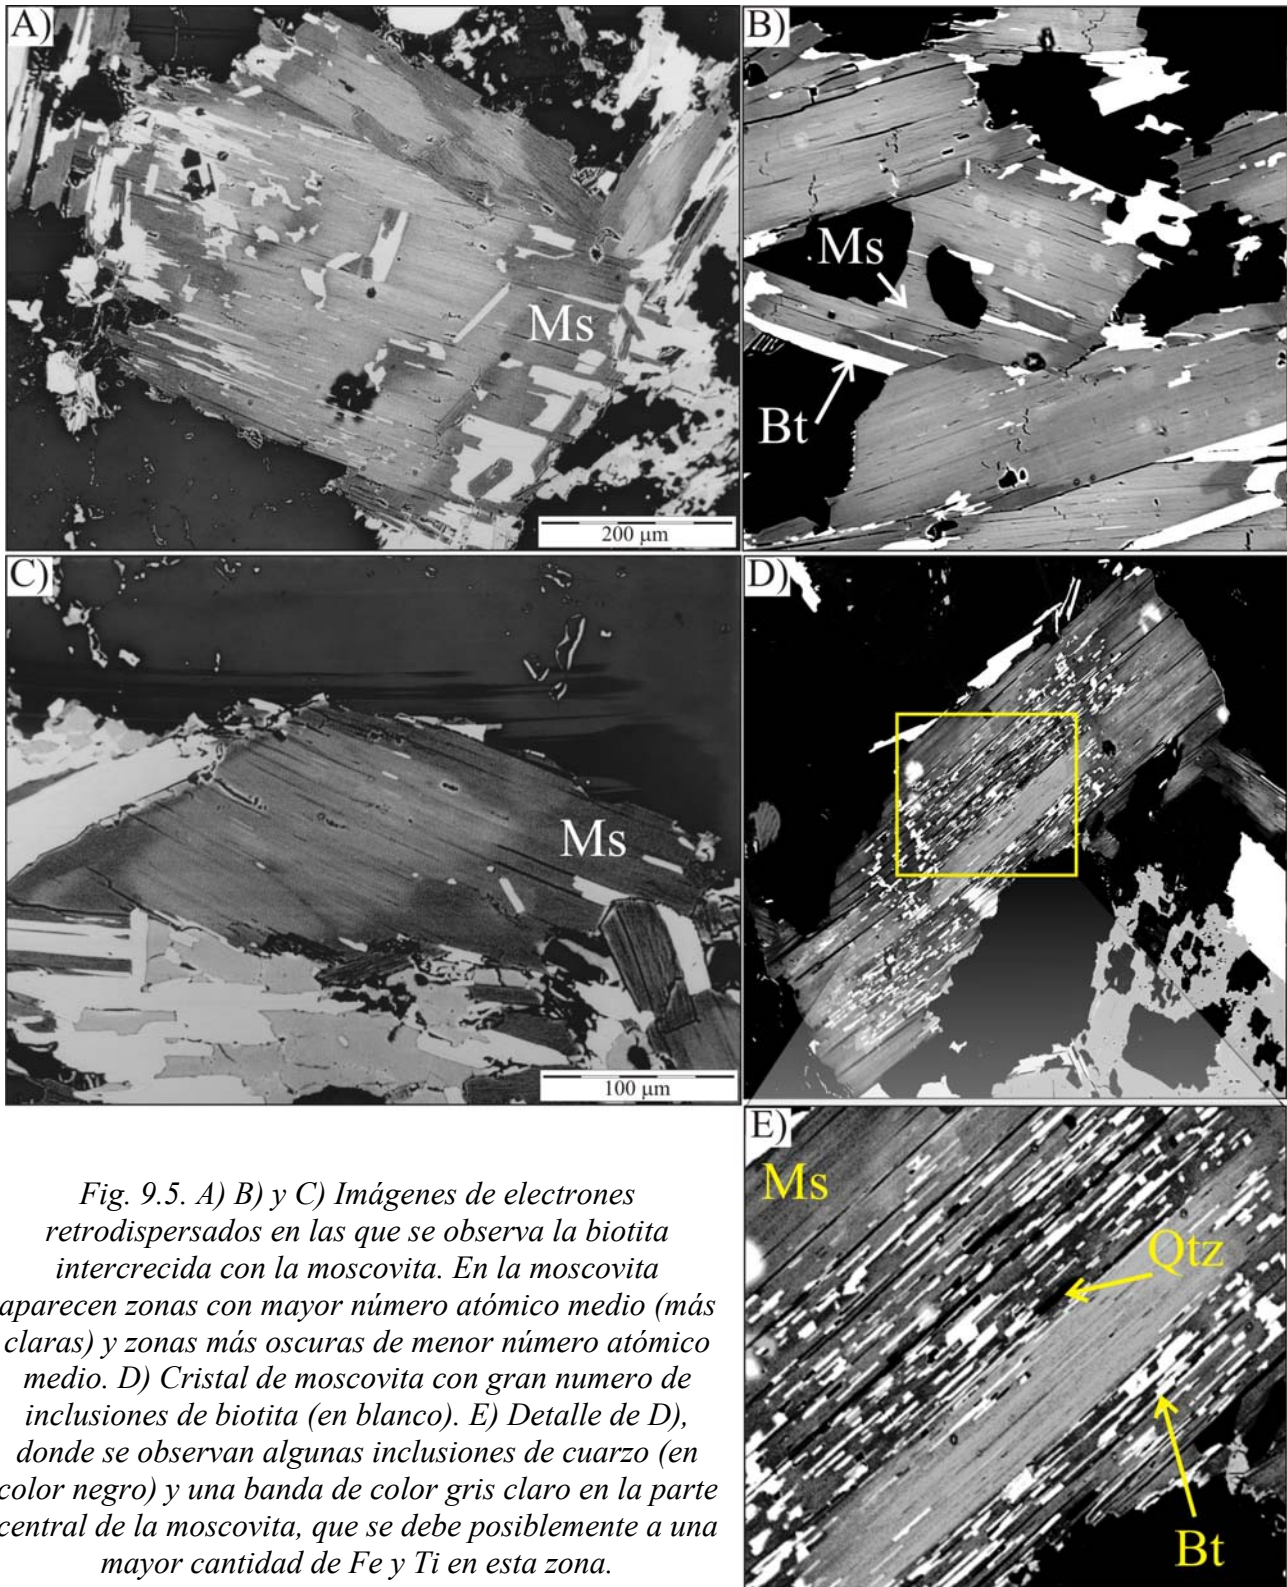 A)
B)
Ms
Ms
Bt
200 µm
C)
D)
Ms
100 µm
E)
Ms
Qtz
Bt
Fig. 9.5. A) B) y C) Imágenes de electrones
retrodispersados en las que se observa la biotita
intercrecida con la moscovita. En la moscovita
aparecen zonas con mayor número atómico medio (más
claras) y zonas más oscuras de menor número atómico
medio. D) Cristal de moscovita con gran numero de
inclusiones de biotita (en blanco). E) Detalle de D),
donde se observan algunas inclusiones de cuarzo (en
color negro) y una banda de color gris claro en la parte
central de la moscovita, que se debe posiblemente a una
mayor cantidad de Fe y Ti en esta zona.